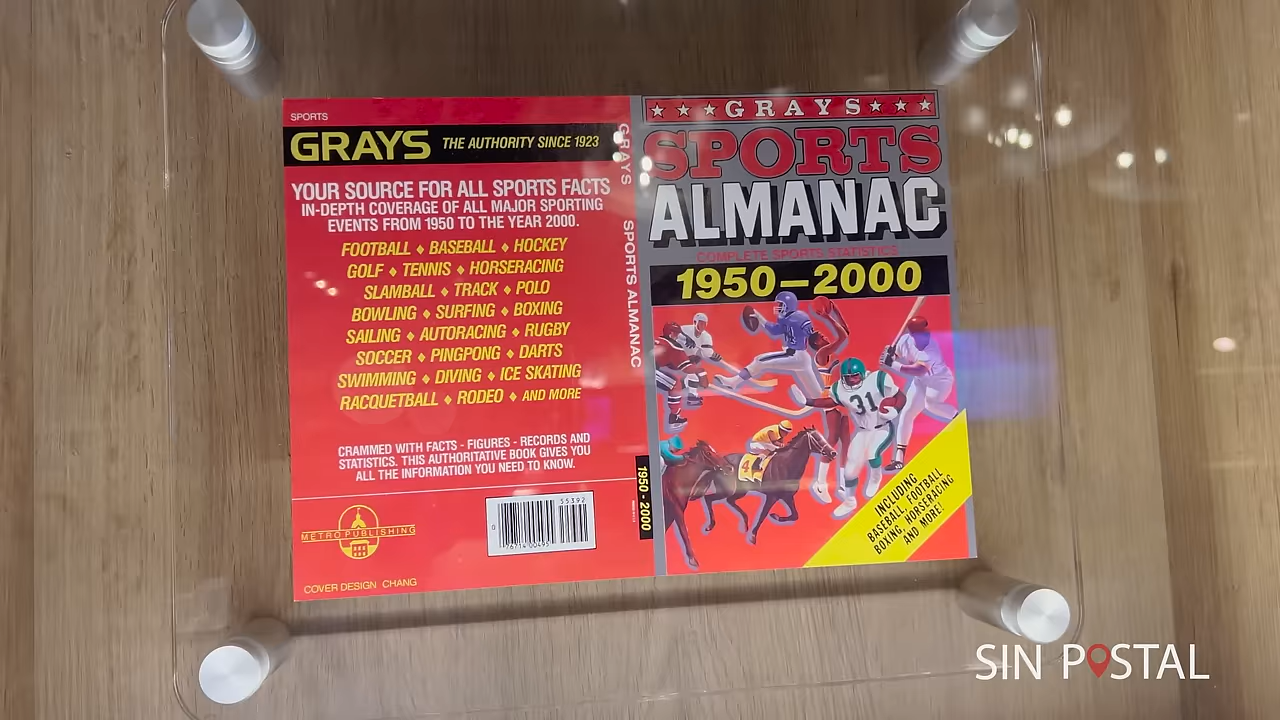 SPORTS
GRAYS THE AUTHORITY SINCE 1923
YOUR SOURCE FOR ALL SPORTS FACTS
IN-DEPTH COVERAGE OF ALL MAJOR SPORTING
EVENTS FROM 1950 TO THE YEAR 2000.
FOOTBALL ♦ BASEBALL ♦ HOCKEY
GOLF ♦ TENNIS ♦ HORSERACING
SLAMBALL ♦ TRACK ♦ POLO
BOWLING ♦ SURFING ♦ BOXING
SAILING ♦ AUTORACING ♦ RUGBY
SOCCER ♦ PINGPONG ♦ DARTS
SWIMMING ♦ DIVING ♦ ICE SKATING
RACQUETBALL ♦ RODEO ♦ AND MORE
CRAMMED WITH FACTS - FIGURES - RECORDS AND
STATISTICS. THIS AUTHORITATIVE BOOK GIVES YOU
ALL THE INFORMATION YOU NEED TO KNOW.
METRO PUBLISHING
55392
COVER DESIGN CHANG
GRAYS SPORTS ALMANAC 1950 - 2000
★ ★ ★ GRAYS ★ ★ ★
SPORTS
ALMANAC
COMPLETE SPORTS STATISTICS
1950–2000
31
4
INCLUDING
BASEBALL, FOOTBALL
BOXING, HORSERACING
AND MORE!
SIN POSTAL